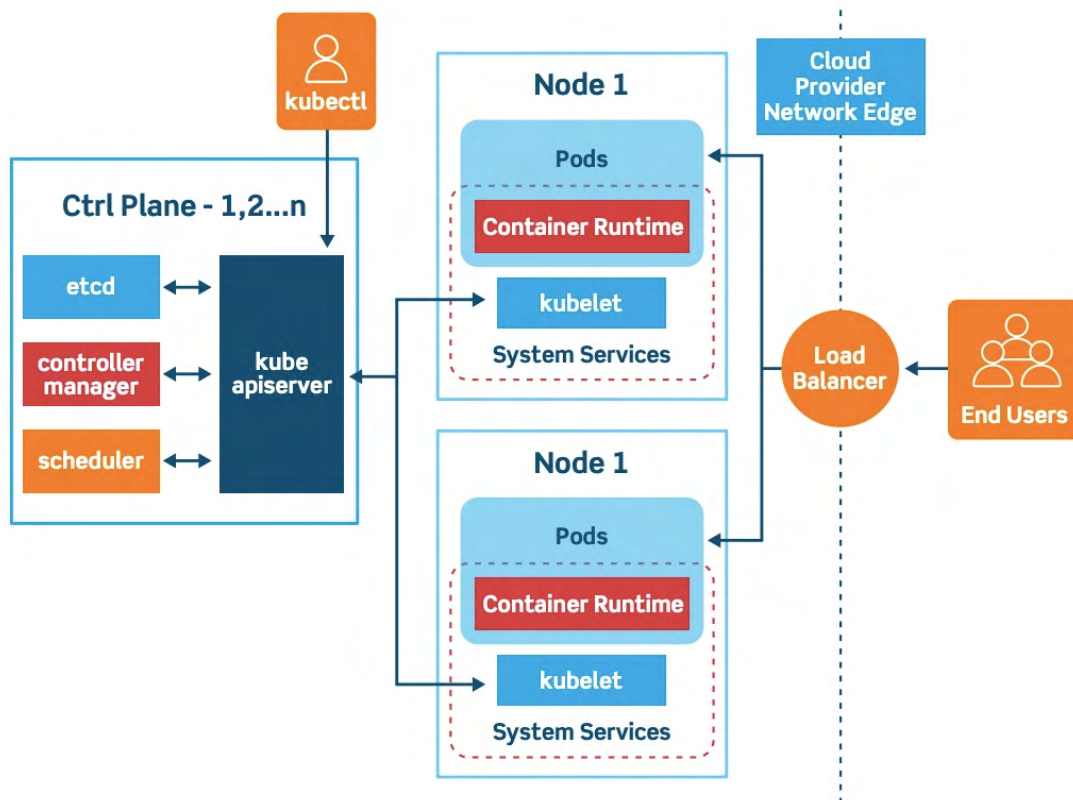 kubectl
Ctrl Plane - 1,2...n
etcd
controller
manager
scheduler
kube
apiserver
Node 1
Pods
Container Runtime
kubelet
System Services
Node 1
Pods
Container Runtime
kubelet
System Services
Cloud
Provider
Network Edge
Load
Balancer
End Users